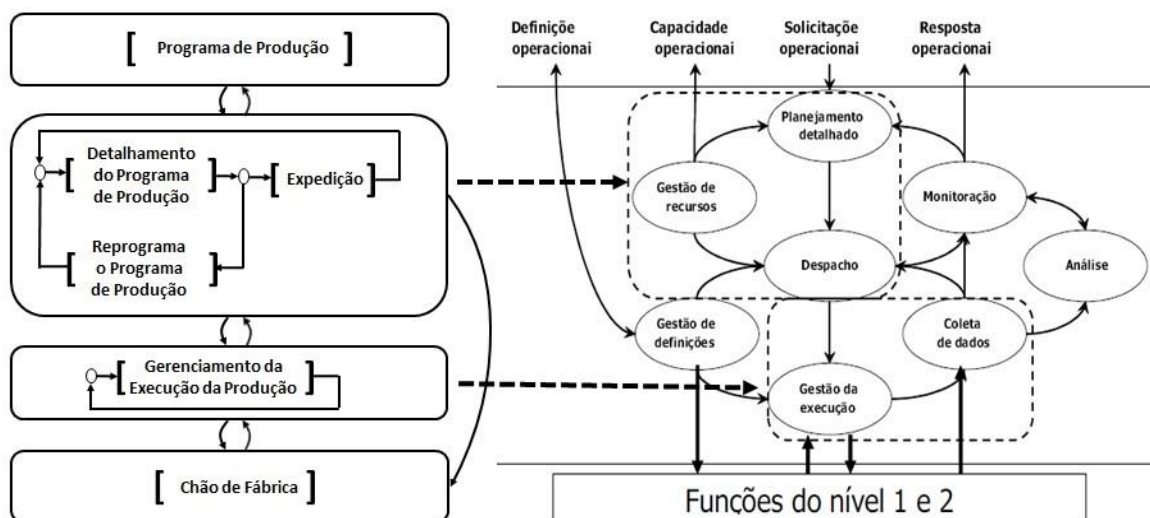 [ Programa de Produção ]
[ Detalhamento
do Programa
de Produção ]
[ Expedição ]
[ Reprograma
o Programa
de Produção ]
[ Gerenciamento da
Execução da Produção ]
[ Chão de Fábrica ]
Definiçõe
operacionai
Capacidade
operacionai
Solicitaçõe
operacionai
Resposta
operacionai
Planejamento
detalhado
Gestão de
recursos
Monitoração
Despacho
Análise
Gestão de
definições
Coleta
de dados
Gestão da
execução
Funções do nível 1 e 2